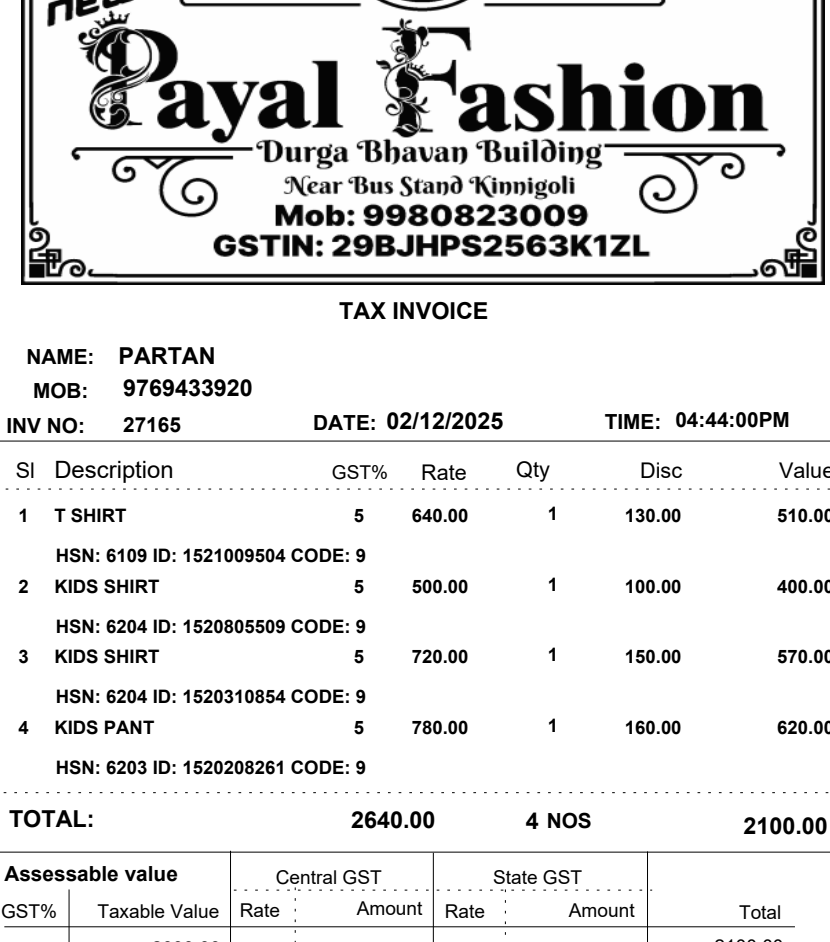 new
Payal Fashion
Durga Bhavan Building
Near Bus Stand Kinnigoli
Mob: 9980823009
GSTIN: 29BJHPS2563K1ZL
TAX INVOICE
NAME: PARTAN
MOB: 9769433920
INV NO: 27165 DATE: 02/12/2025 TIME: 04:44:00PM
Sl Description GST% Rate Qty Disc Value
1 T SHIRT 5 640.00 1 130.00 510.00
HSN: 6109 ID: 1521009504 CODE: 9
2 KIDS SHIRT 5 500.00 1 100.00 400.00
HSN: 6204 ID: 1520805509 CODE: 9
3 KIDS SHIRT 5 720.00 1 150.00 570.00
HSN: 6204 ID: 1520310854 CODE: 9
4 KIDS PANT 5 780.00 1 160.00 620.00
HSN: 6203 ID: 1520208261 CODE: 9
TOTAL: 2640.00 4 NOS 2100.00
Assessable value Central GST State GST
GST% Taxable Value Rate Amount Rate Amount Total